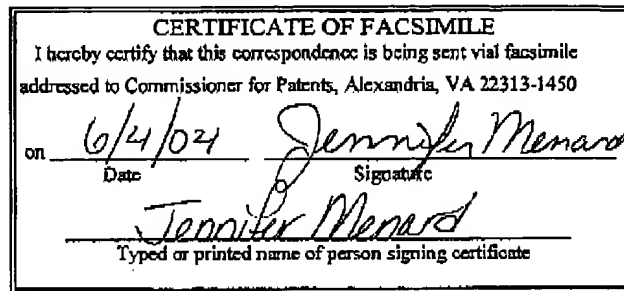 CERTIFICATE OF FACSIMILE
I hereby certify that this correspondence is being sent vial facsimile
addressed to Commissioner for Patents, Alexandria, VA 22313-1450
on 6/4/04 Jennifer Menard
Date Signature
Jennifer Menard
Typed or printed name of person signing certificate